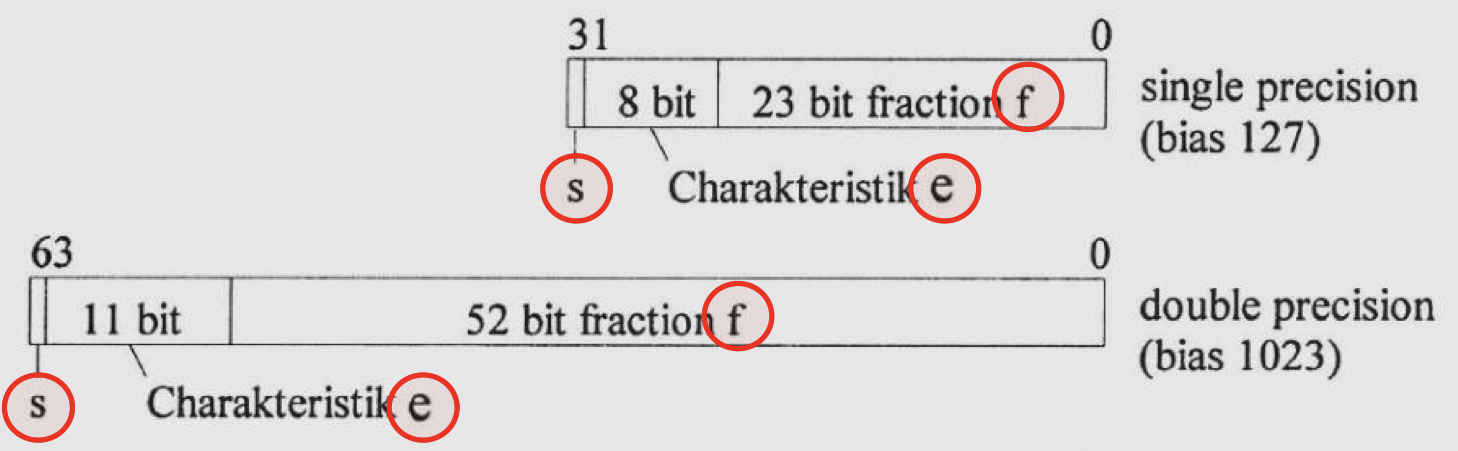 31 0
8 bit 23 bit fraction f
single precision
(bias 127)
s Charakteristik e
63 0
11 bit 52 bit fraction f
double precision
(bias 1023)
s Charakteristik e